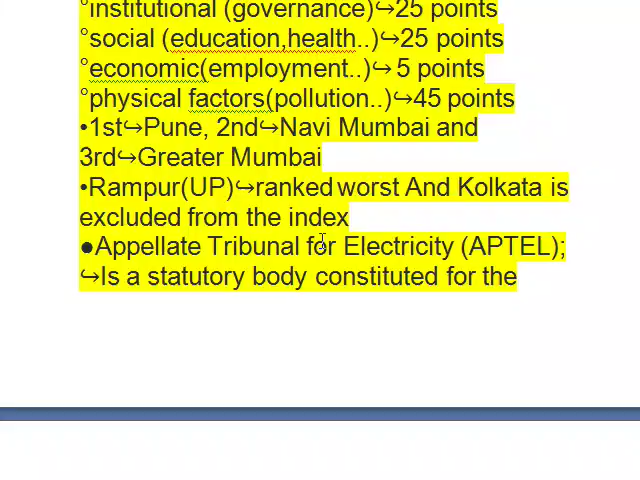 °institutional (governance)↪25 points
°social (education,health..)↪25 points
°economic(employment..)↪ 5 points
°physical factors(pollution..)↪45 points
•1st↪Pune, 2nd↪Navi Mumbai and
3rd↪Greater Mumbai
•Rampur(UP)↪ranked worst And Kolkata is
excluded from the index
●Appellate Tribunal for Electricity (APTEL);
↪Is a statutory body constituted for the